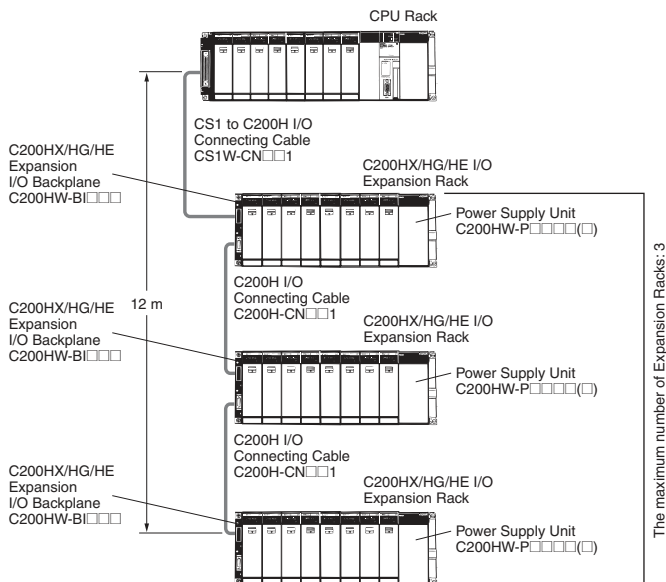 CPU Rack
CS1 to C200H I/O
Connecting Cable
CS1W-CN□□1
C200HX/HG/HE
Expansion
I/O Backplane
C200HW-BI□□□
C200HX/HG/HE I/O
Expansion Rack
Power Supply Unit
C200HW-P□□□□(□)
C200H I/O
Connecting Cable
C200H-CN□□1
12 m
C200HX/HG/HE
Expansion
I/O Backplane
C200HW-BI□□□
C200HX/HG/HE I/O
Expansion Rack
Power Supply Unit
C200HW-P□□□□(□)
C200H I/O
Connecting Cable
C200H-CN□□1
C200HX/HG/HE
Expansion
I/O Backplane
C200HW-BI□□□
C200HX/HG/HE I/O
Expansion Rack
Power Supply Unit
C200HW-P□□□□(□)
The maximum number of Expansion Racks: 3